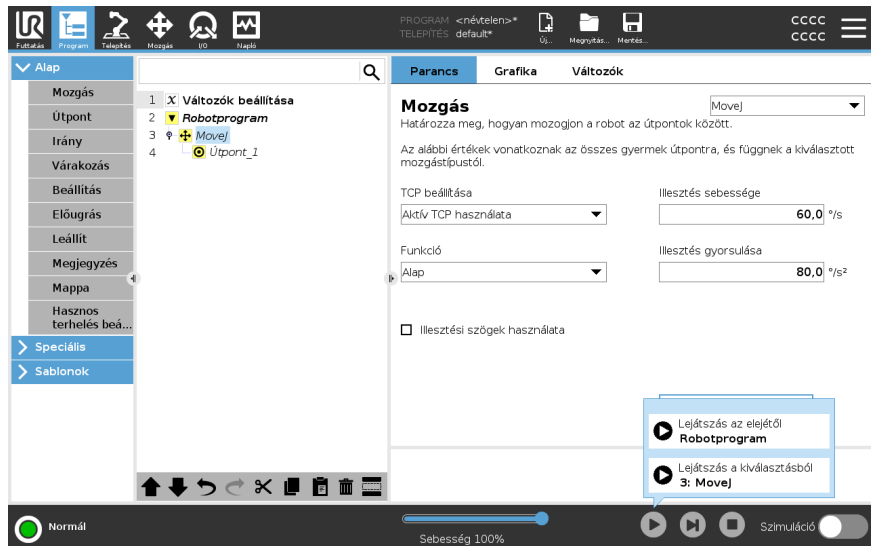 UR
Futtatás
Program
Telepítés
Mozgás
I/O
Napló
PROGRAM <névtelen>*
TELEPÍTÉS default*
Új...
Megnyitás...
Mentés...
cccc
cccc
Alap
Mozgás
Útpont
Irány
Várakozás
Beállítás
Előugrás
Leállít
Megjegyzés
Mappa
Hasznos
terhelés beá...
Speciális
Sablonok
1 X Változók beállítása
2 Robotprogram
3 MoveJ
4 Útpont_1
Parancs Grafika Változók
Mozgás
MoveJ
Határozza meg, hogyan mozogjon a robot az útpontok között.
Az alábbi értékek vonatkoznak az összes gyermek útpontra, és függnek a kiválasztott
mozgástípustól.
TCP beállítása
Illesztés sebessége
Aktív TCP használata
60,0 °/s
Funkció
Illesztés gyorsulása
Alap
80,0 °/s²
Illesztési szögek használata
Lejátszás az elejétől
Robotprogram
Lejátszás a kiválasztásból
3: MoveJ
Normál
Sebesség 100%
Szimuláció